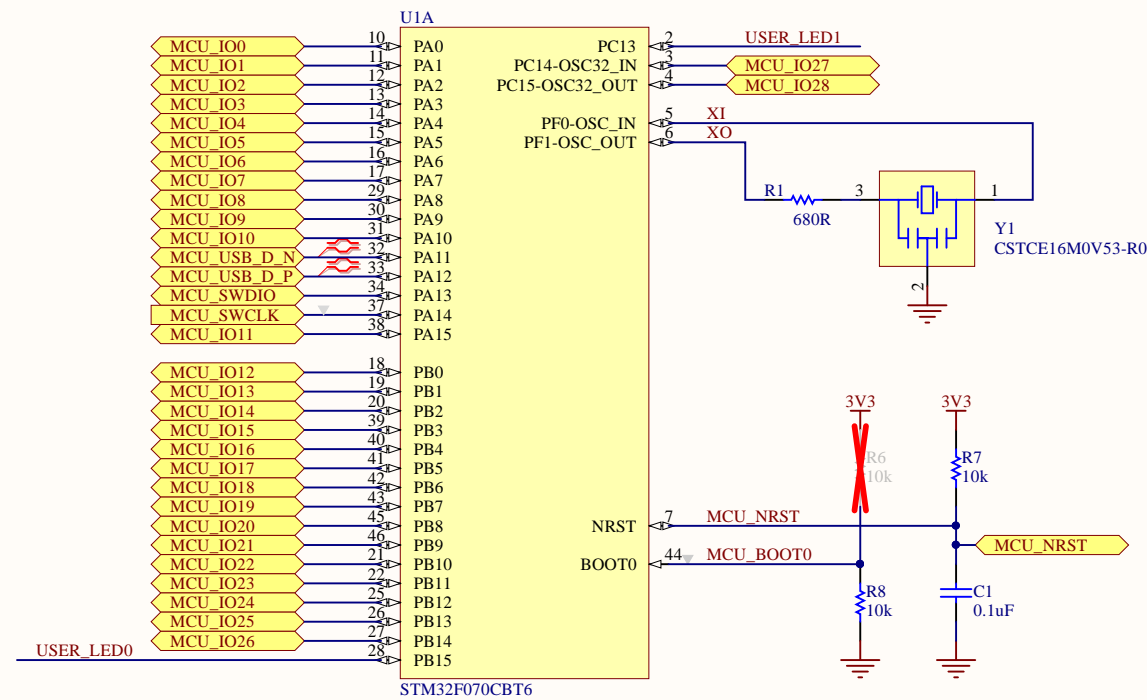 U1A
MCU_IO0 10 PA0 PC13 2 USER_LED1
MCU_IO1 11 PA1 PC14-OSC32_IN 3 MCU_IO27
MCU_IO2 12 PA2 PC15-OSC32_OUT 4 MCU_IO28
MCU_IO3 13 PA3
MCU_IO4 14 PA4 PF0-OSC_IN 5 XI
MCU_IO5 15 PA5 PF1-OSC_OUT 6 XO
MCU_IO6 16 PA6
MCU_IO7 17 PA7
MCU_IO8 29 PA8
MCU_IO9 30 PA9
MCU_IO10 31 PA10
MCU_USB_D_N 32 PA11
MCU_USB_D_P 33 PA12
MCU_SWDIO 34 PA13
MCU_SWCLK 37 PA14
MCU_IO11 38 PA15
R1
680R
3
1
2
Y1
CSTCE16M0V53-R0
MCU_IO12 18 PB0
MCU_IO13 19 PB1
MCU_IO14 20 PB2
MCU_IO15 39 PB3
MCU_IO16 40 PB4
MCU_IO17 41 PB5
MCU_IO18 42 PB6
MCU_IO19 43 PB7
MCU_IO20 45 PB8
MCU_IO21 46 PB9
MCU_IO22 21 PB10
MCU_IO23 22 PB11
MCU_IO24 25 PB12
MCU_IO25 26 PB13
MCU_IO26 27 PB14
USER_LED0 28 PB15
3V3
3V3
R6
10k
R7
10k
NRST 7 MCU_NRST
MCU_NRST
BOOT0 44 MCU_BOOT0
R8
10k
C1
0.1uF
STM32F070CBT6